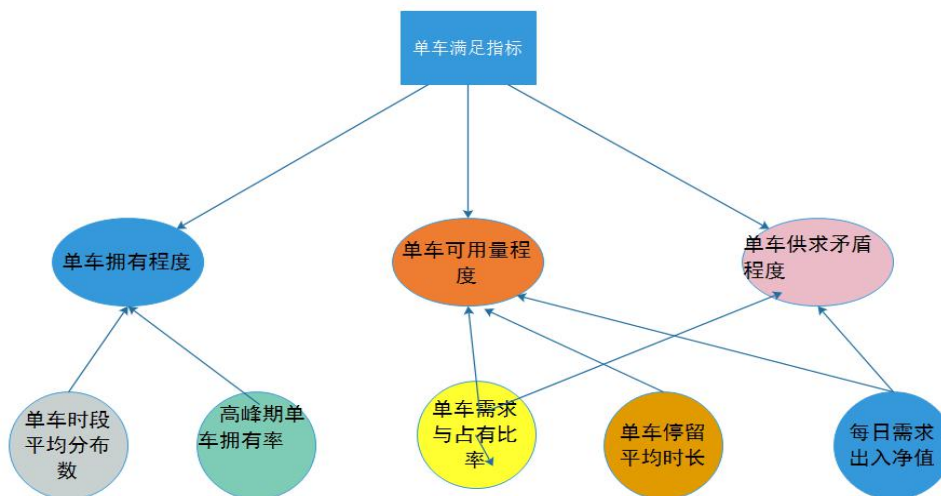 单车满足指标
单车拥有程度
单车可用量程
度
单车供求矛盾
程度
单车时段
平均分布
数
高峰期单
车拥有率
单车需求
与占有比
率
单车停留
平均时长
每日需求
出入净值